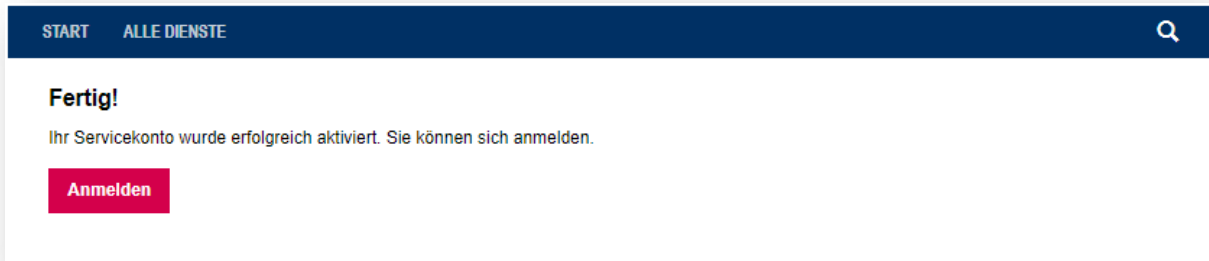 START ALLE DIENSTE
Fertig!
Ihr Servicekonto wurde erfolgreich aktiviert. Sie können sich anmelden.
Anmelden